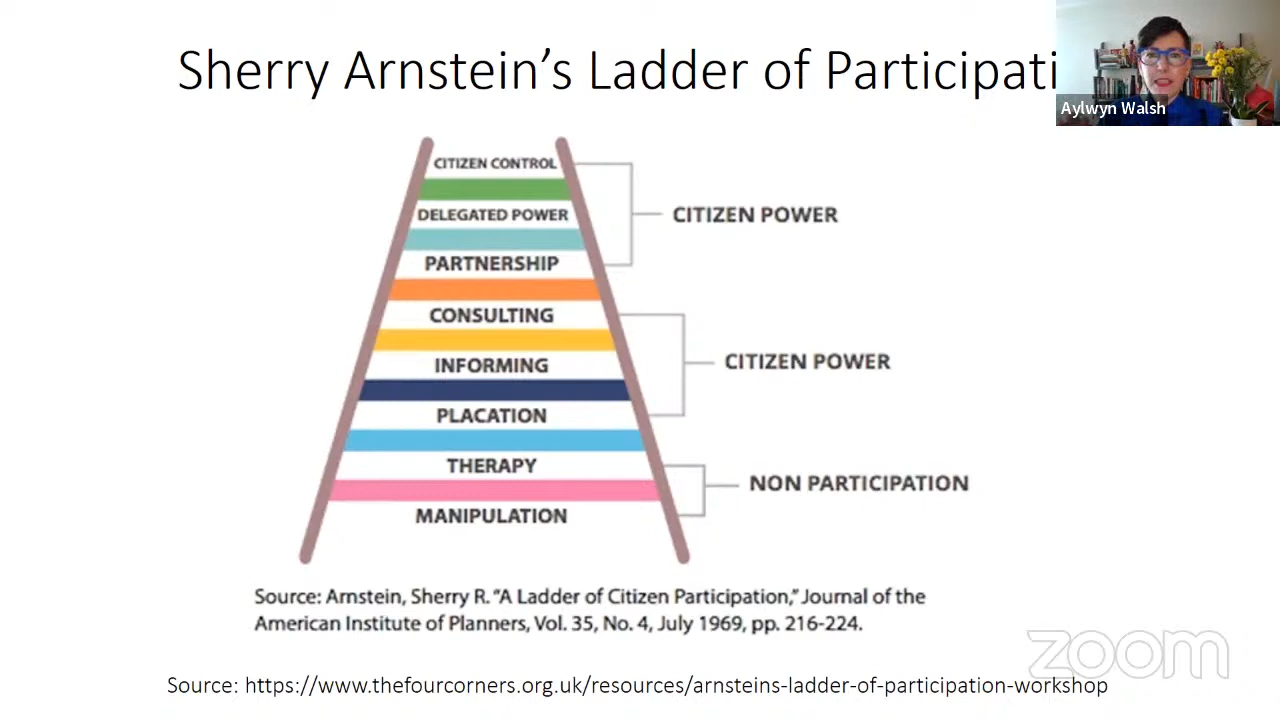 Sherry Arnstein's Ladder of Participati
Aylwyn Walsh
CITIZEN CONTROL
DELEGATED POWER
CITIZEN POWER
PARTNERSHIP
CONSULTING
INFORMING
CITIZEN POWER
PLACATION
THERAPY
NON PARTICIPATION
MANIPULATION
Source: Arnstein, Sherry R. "A Ladder of Citizen Participation," Journal of the
American Institute of Planners, Vol. 35, No. 4, July 1969, pp. 216-224.
zoom
Source: https://www.thefourcorners.org.uk/resources/arnsteins-ladder-of-participation-workshop